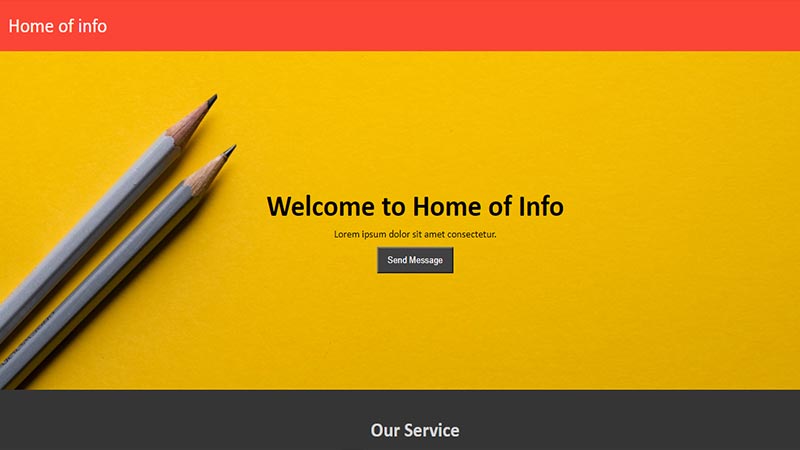 Home of info
Welcome to Home of Info
Lorem ipsum dolor sit amet consectetur.
Send Message
Our Service